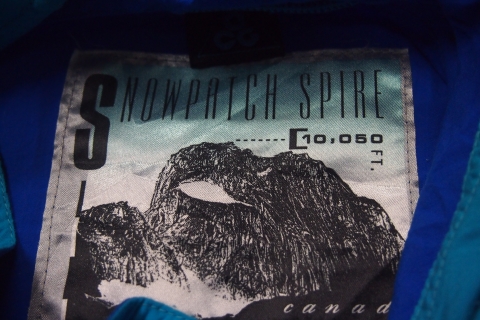 SNOWPATCH SPIRE
10,050
FT.
canad